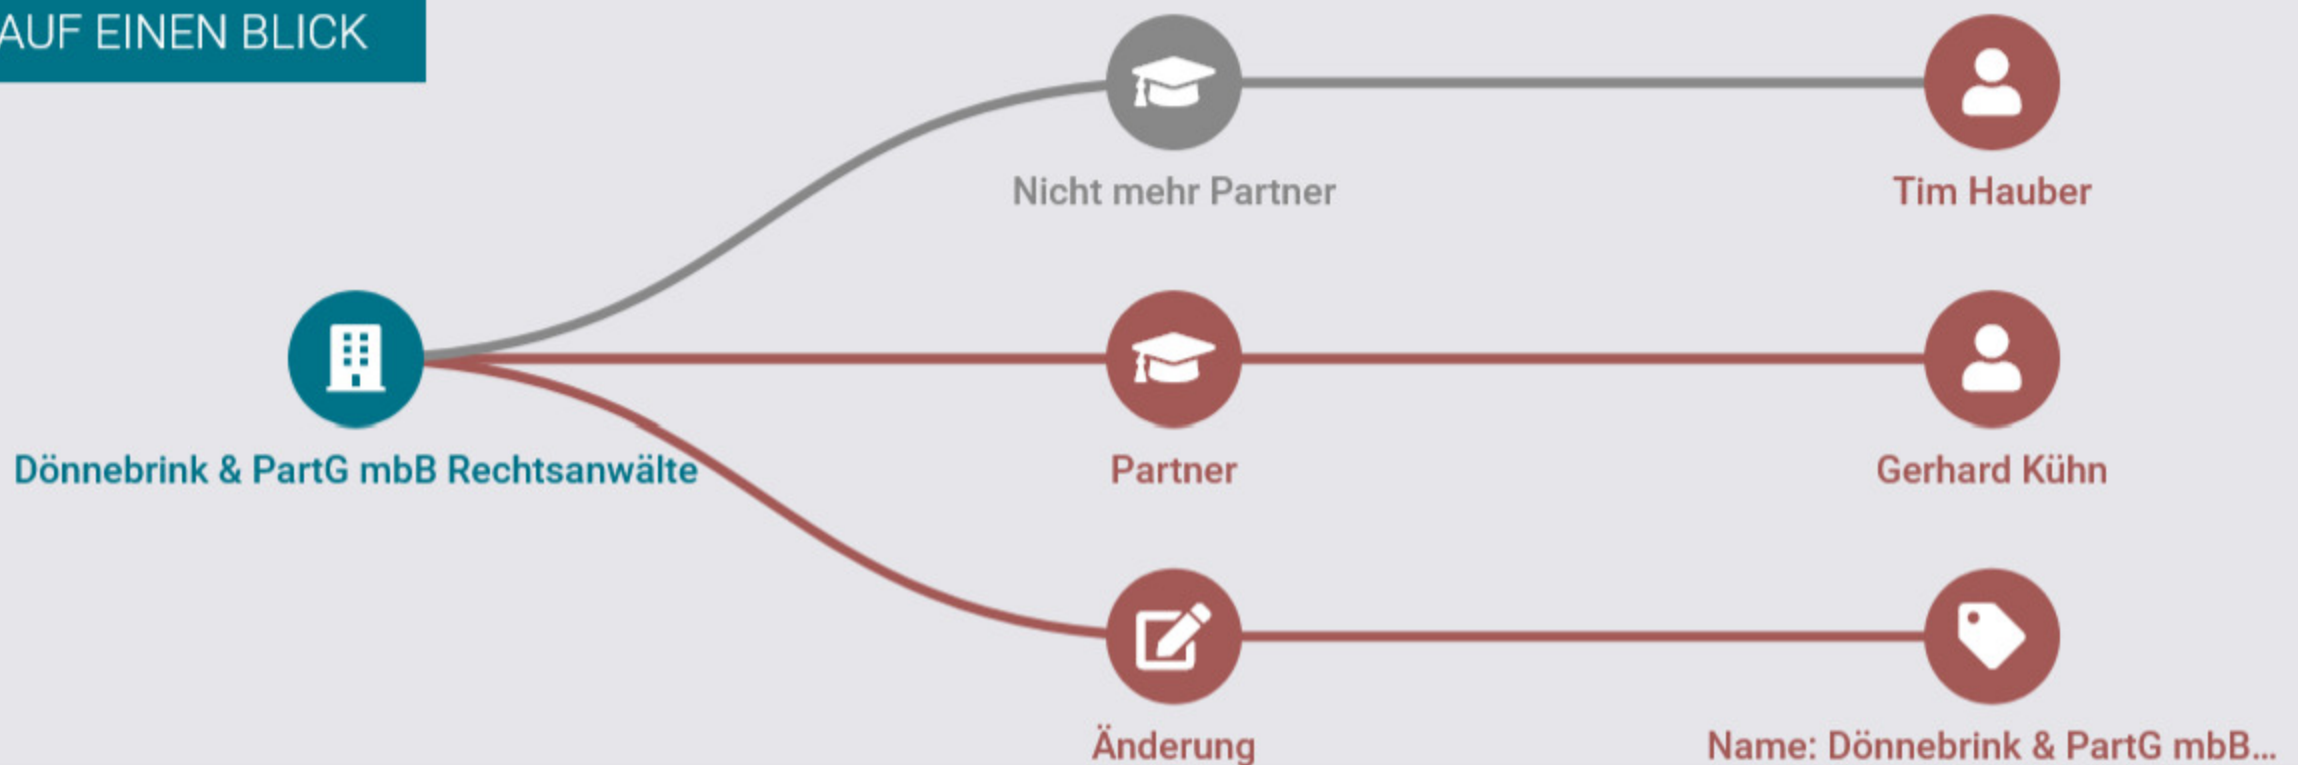 AUF EINEN BLICK
Nicht mehr Partner
Tim Hauber
Dönnebrink & PartG mbB Rechtsanwälte
Partner
Gerhard Kühn
Änderung
Name: Dönnebrink & PartG mbB...